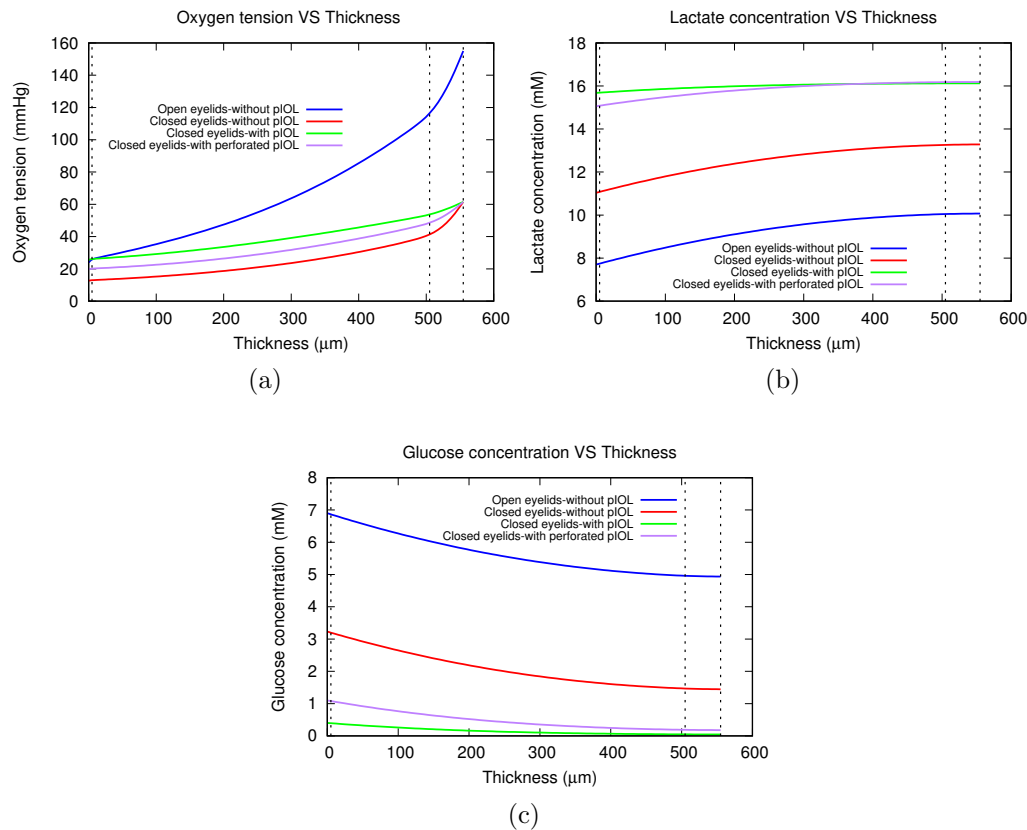 Oxygen tension VS Thickness
160
140
120
100
80
60
40
20
0
Oxygen tension (mmHg)
Open eyelids-without pIOL
Closed eyelids-without pIOL
Closed eyelids-with pIOL
Closed eyelids-with perforated pIOL
0 100 200 300 400 500 600
Thickness (μm)
(a)
Lactate concentration VS Thickness
18
16
14
12
10
8
6
Lactate concentration (mM)
Open eyelids-without pIOL
Closed eyelids-without pIOL
Closed eyelids-with pIOL
Closed eyelids-with perforated pIOL
0 100 200 300 400 500 600
Thickness (μm)
(b)
Glucose concentration VS Thickness
8
7
6
5
4
3
2
1
0
Glucose concentration (mM)
Open eyelids-without pIOL
Closed eyelids-without pIOL
Closed eyelids-with pIOL
Closed eyelids-with perforated pIOL
0 100 200 300 400 500 600
Thickness (μm)
(c)